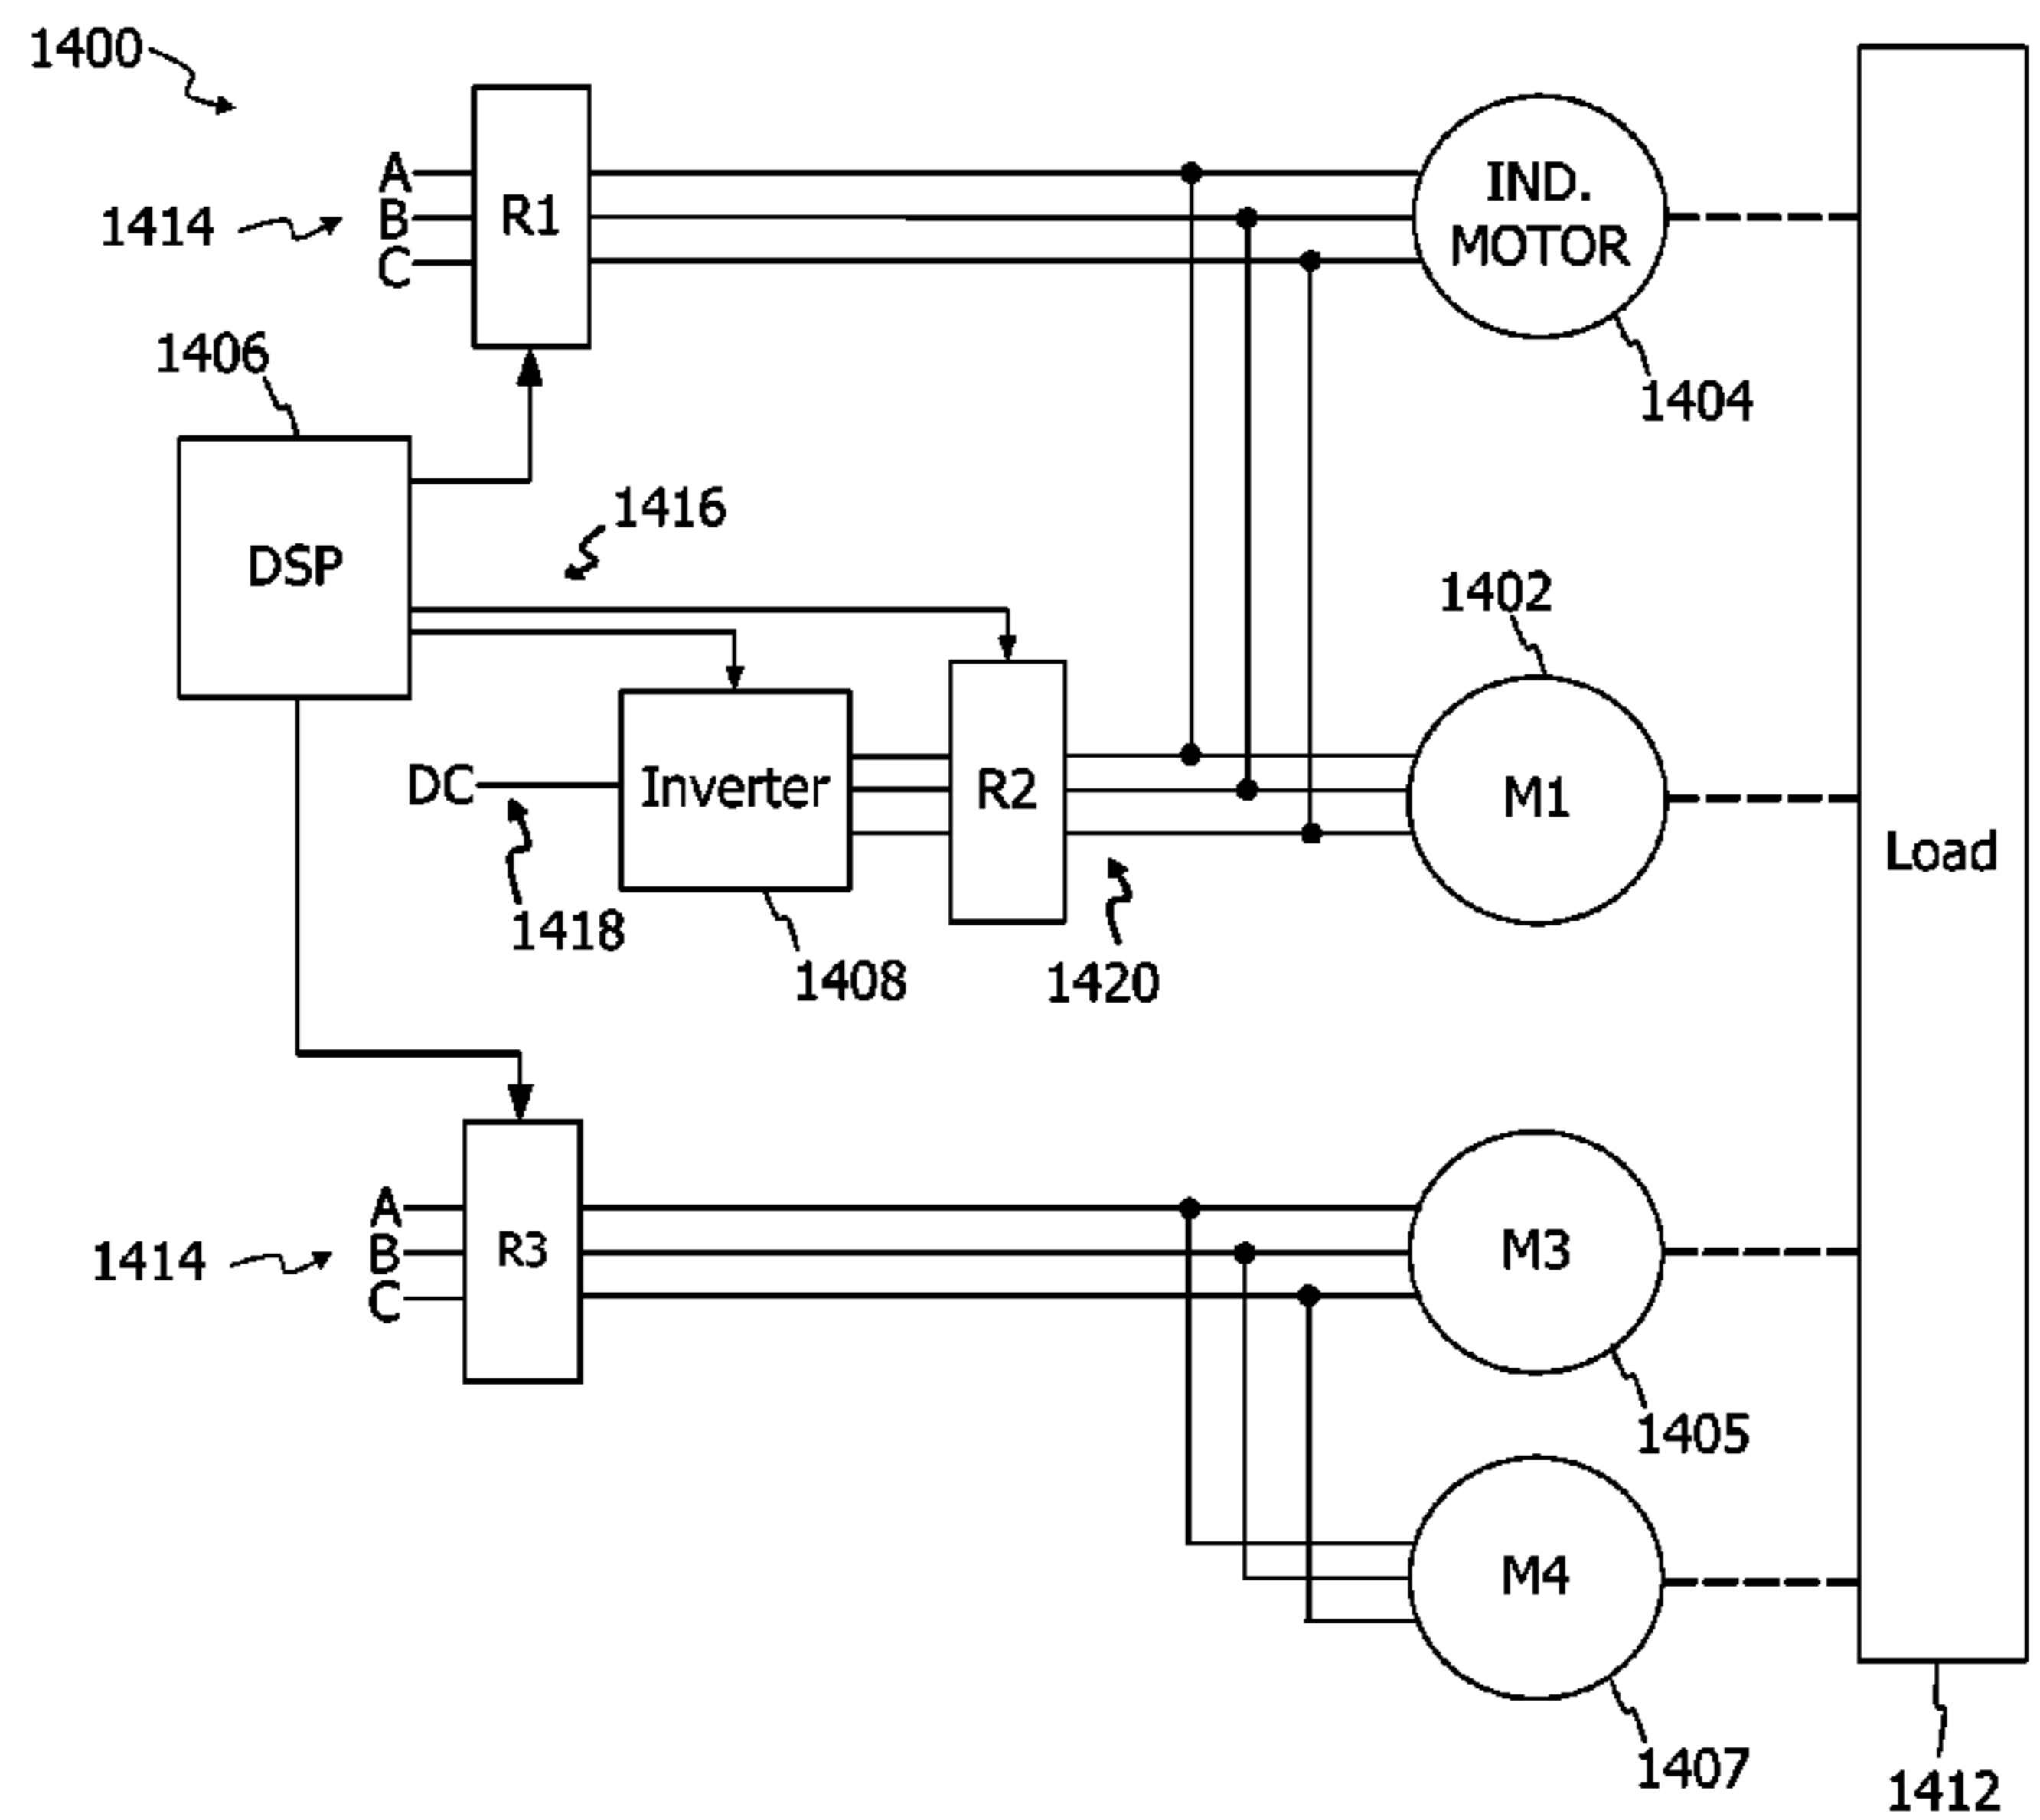 1400
A
B
C
1414
R1
IND.
MOTOR
1404
1406
DSP
1416
1402
DC
Inverter
R2
M1
Load
1418
1408
1420
A
B
C
1414
R3
M3
1405
M4
1407
1412